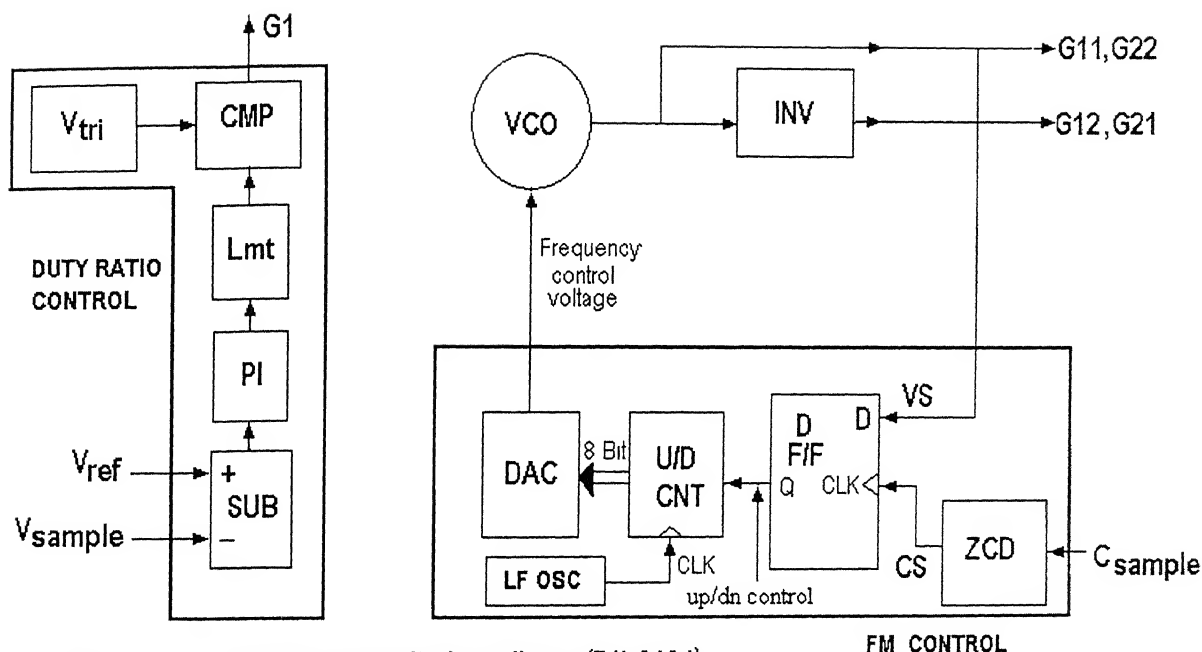 G1
G11,G22
Vtri
CMP
VCO
INV
G12,G21
Lmt
Frequency
control
voltage
DUTY RATIO
CONTROL
PI
VS
DAC
8 Bit
U/D
CNT
D
F/F
D
Q
CLK
Vref
+
SUB
Vsample
−
LF OSC
CLK
up/dn control
CS
ZCD
Csample
FM CONTROL